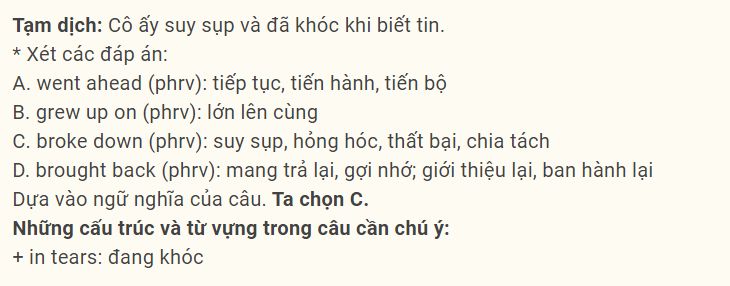 Tạm dịch: Cô ấy suy sụp và đã khóc khi biết tin.
* Xét các đáp án:
A. went ahead (phrv): tiếp tục, tiến hành, tiến bộ
B. grew up on (phrv): lớn lên cùng
C. broke down (phrv): suy sụp, hỏng hóc, thất bại, chia tách
D. brought back (phrv): mang trả lại, gợi nhớ; giới thiệu lại, ban hành lại
Dựa vào ngữ nghĩa của câu. Ta chọn C.
Những cấu trúc và từ vựng trong câu cần chú ý:
+ in tears: đang khóc